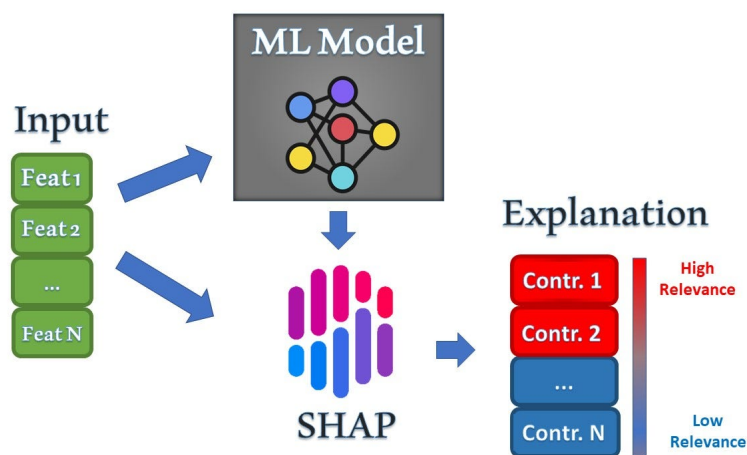 ML Model
Input
Feat 1
Feat 2
...
Feat N
SHAP
Explanation
Contr. 1
Contr. 2
...
Contr. N
High
Relevance
Low
Relevance